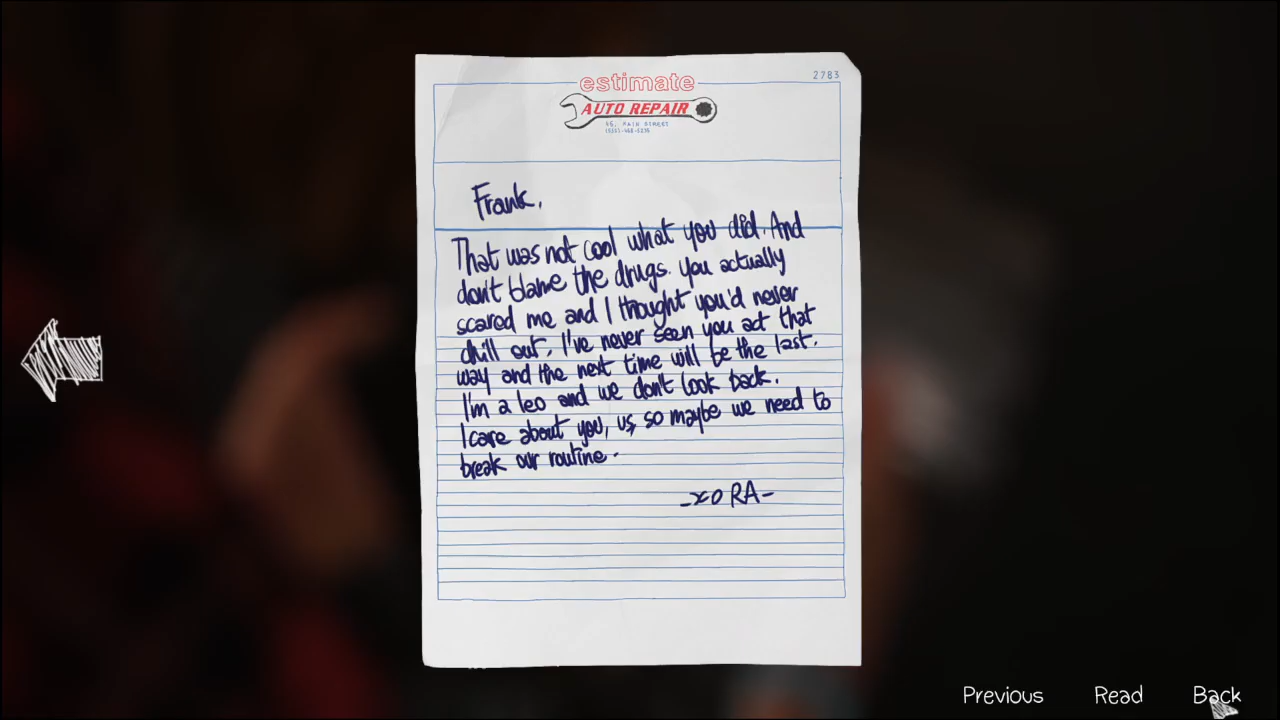 2783
estimate
AUTO REPAIR
Frank,
That was not cool what you did. And
don't blame the drugs. You actually
scared me and I thought you'd never
chill out. I've never seen you act that
way and the next time will be the last.
I'm a leo and we don't look back.
I care about you, us, so maybe we need to
break our routine.
-xo RA-
Previous Read Back